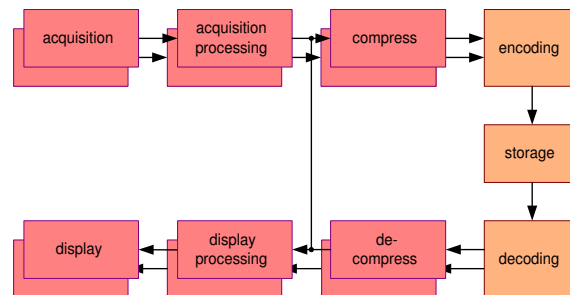 acquisition
acquisition
processing
compress
encoding
storage
display
display
processing
de-
compress
decoding